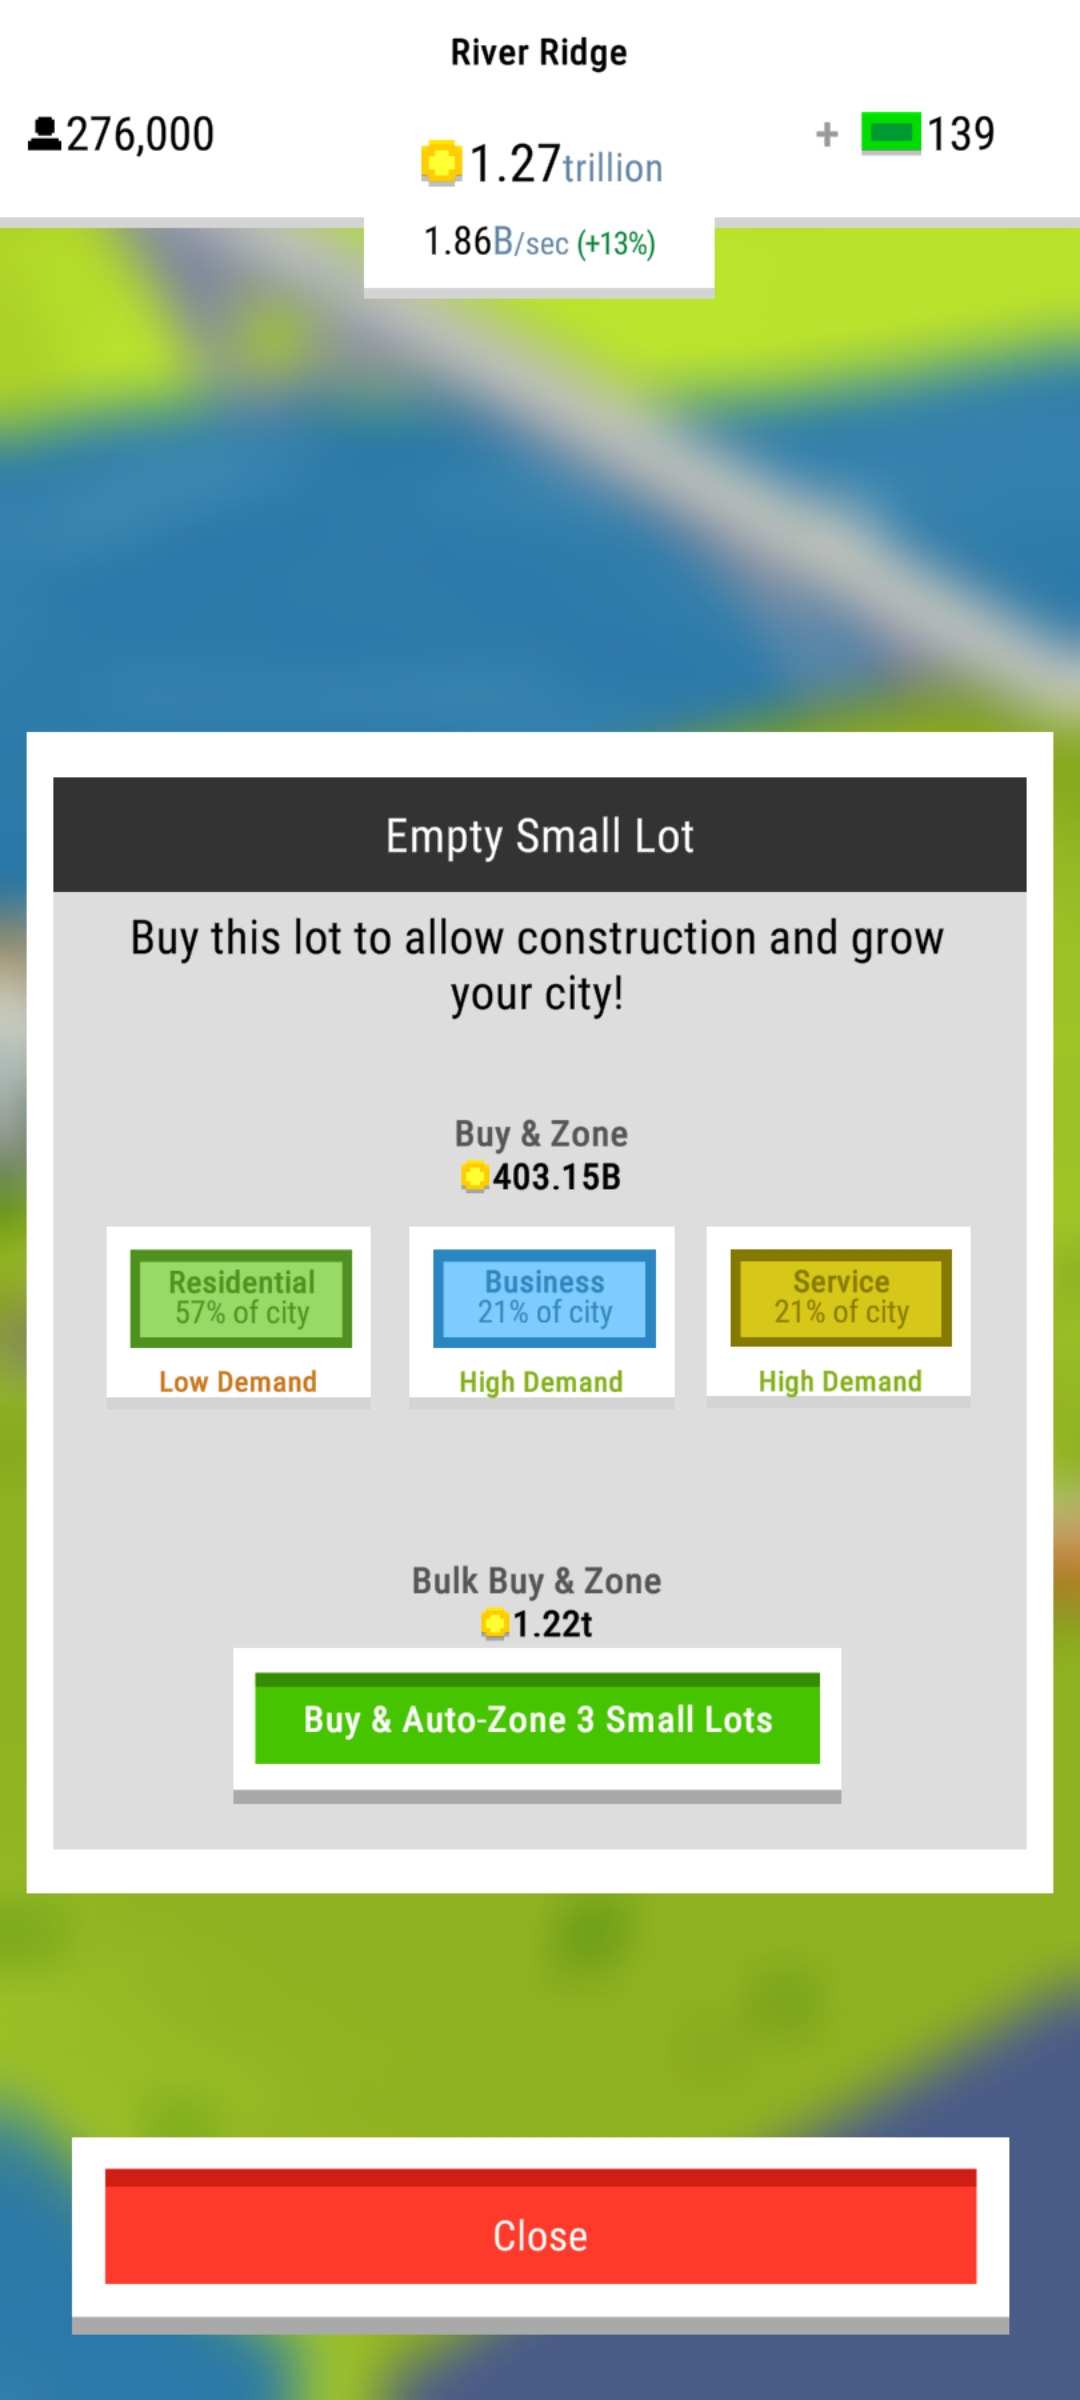 River Ridge
276,000
1.27trillion
+ 139
1.86B/sec (+13%)
Empty Small Lot
Buy this lot to allow construction and grow
your city!
Buy & Zone
403.15B
Residential
57% of city
Low Demand
Business
21% of city
High Demand
Service
21% of city
High Demand
Bulk Buy & Zone
1.22t
Buy & Auto-Zone 3 Small Lots
Close